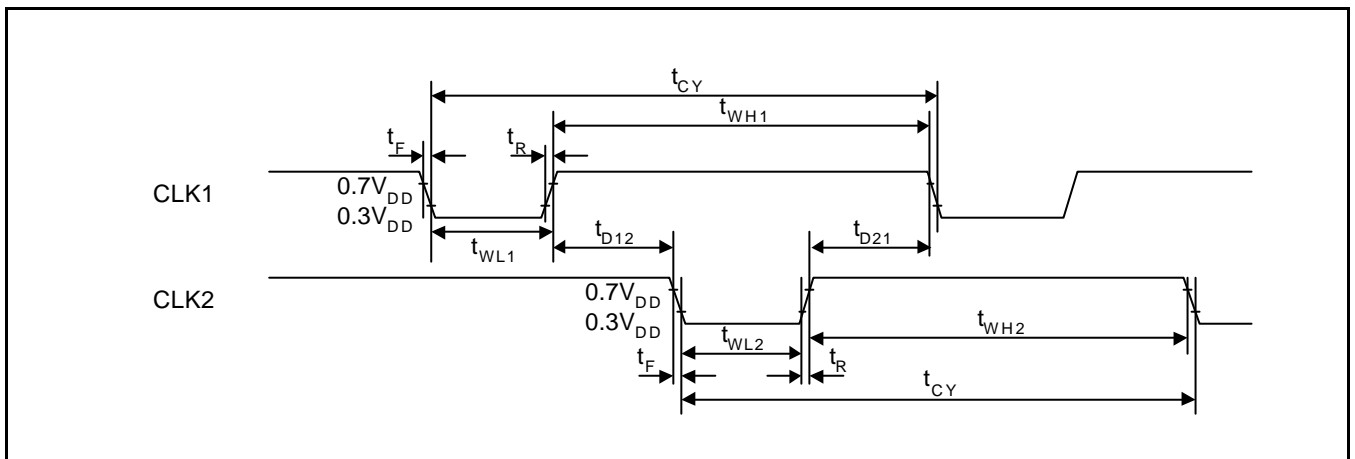 tCY
tWH1
tF tR
CLK1 0.7VDD
0.3VDD
tWL1 tD12 tD21
CLK2 0.7VDD
0.3VDD
tWL2 tWH2
tF tR
tCY